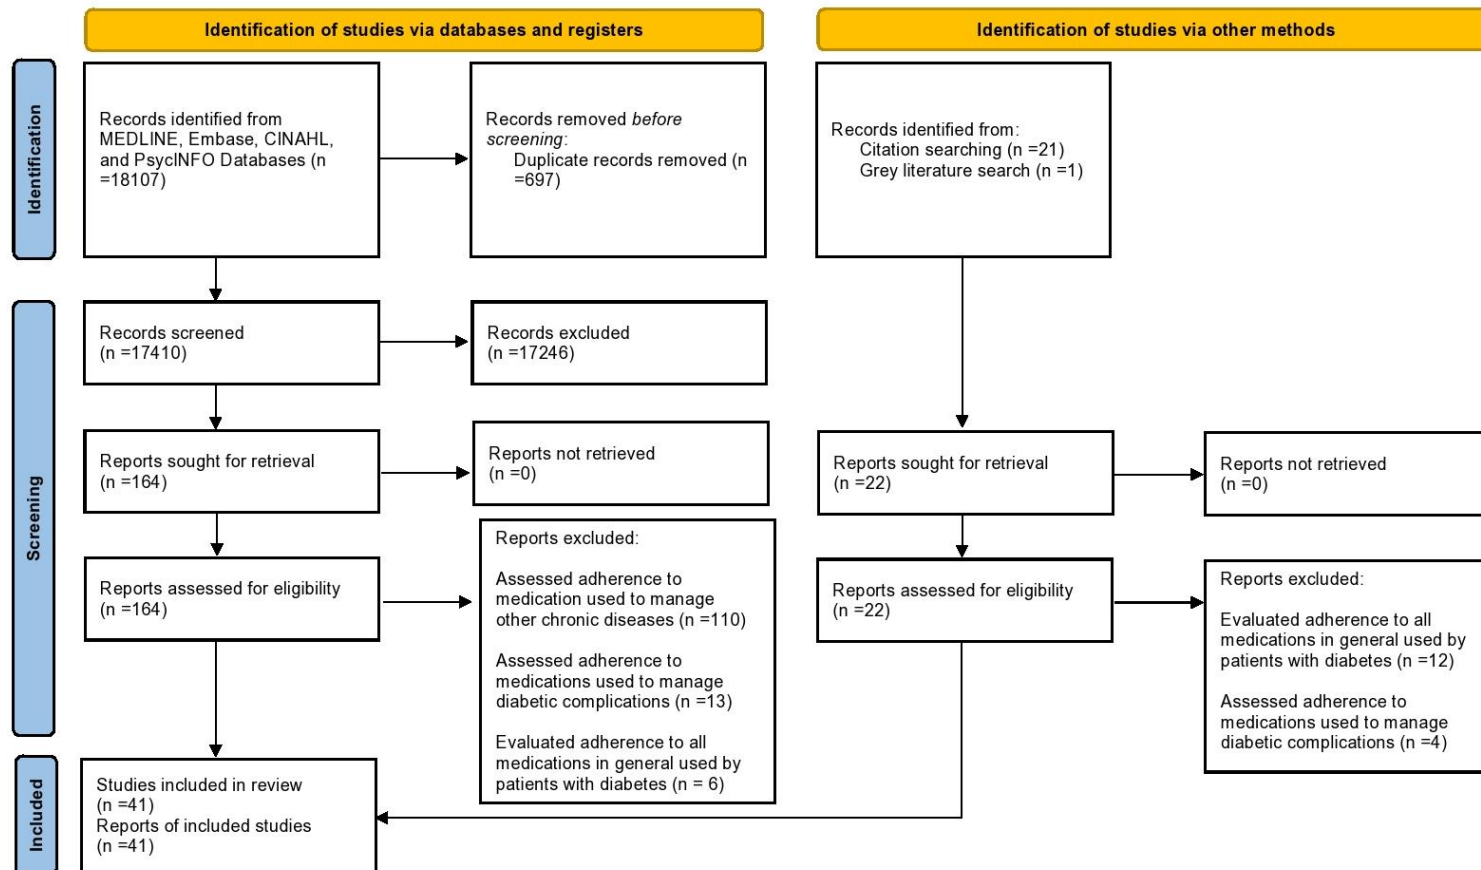 Identification of studies via databases and registers
Identification of studies via other methods
Identification
Records identified from
MEDLINE, Embase, CINAHL,
and PsycINFO Databases (n
=18107)
Records removed before
screening:
Duplicate records removed (n
=697)
Records identified from:
Citation searching (n =21)
Grey literature search (n =1)
Screening
Records screened
(n =17410)
Records excluded
(n =17246)
Reports sought for retrieval
(n =164)
Reports not retrieved
(n =0)
Reports sought for retrieval
(n =22)
Reports not retrieved
(n =0)
Reports assessed for eligibility
(n =164)
Reports excluded:
Assessed adherence to
medication used to manage
other chronic diseases (n =110)
Assessed adherence to
medications used to manage
diabetic complications (n =13)
Evaluated adherence to all
medications in general used by
patients with diabetes (n = 6)
Reports assessed for eligibility
(n =22)
Reports excluded:
Evaluated adherence to all
medications in general used by
patients with diabetes (n =12)
Assessed adherence to
medications used to manage
diabetic complications (n =4)
Included
Studies included in review
(n =41)
Reports of included studies
(n =41)